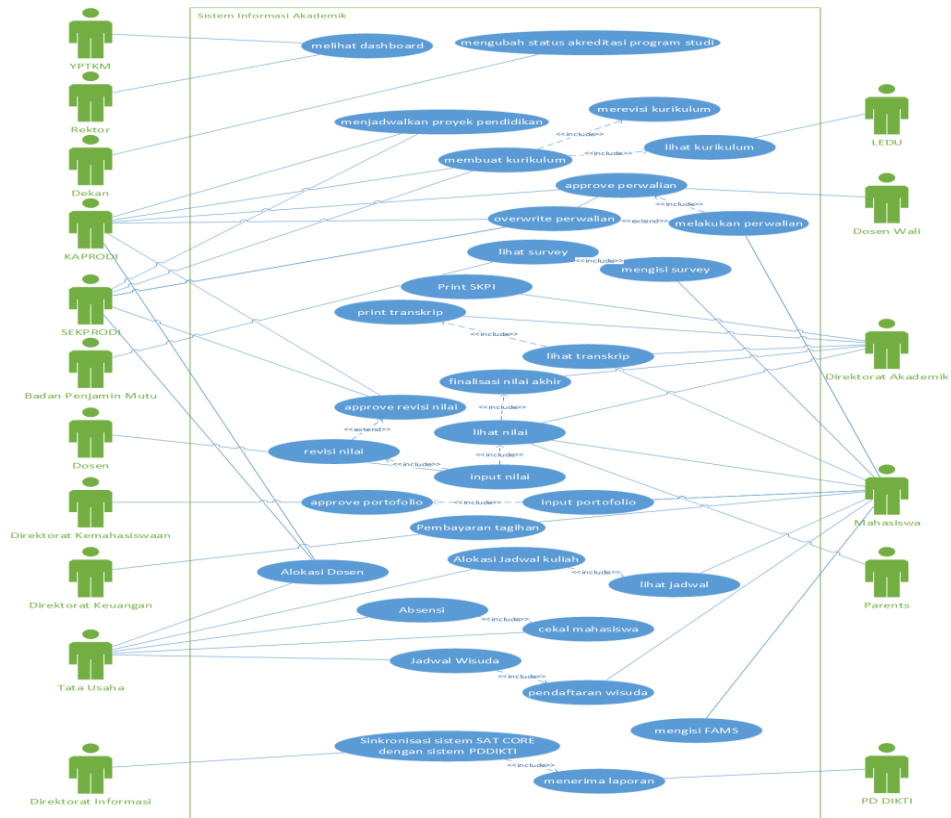 Sistem Informasi Akademik
YPTKM
melihat dashboard
mengubah status akreditasi program studi
Rektor
merevisi kurikulum
menjadwalkan proyek pendidikan
<<include>>
LEDU
lihat kurikulum
<<include>>
membuat kurikulum
Dekan
approve perwalian
<<include>>
overwrite perwalian
<<extend>>
melakukan perwalian
Dosen Wali
KAPRODI
lihat survey
<<include>>
mengisi survey
Print SKPI
print transkrip
SEKPRODI
<<include>>
lihat transkrip
Direktorat Akademik
finalisasi nilai akhir
Badan Penjamin Mutu
approve revisi nilai
<<include>>
<<extend>>
lihat nilai
revisi nilai
<<include>>
<<include>>
input nilai
Dosen
approve portofolio
<<include>>
input portofolio
Mahasiswa
Direktorat Kemahasiswaan
Pembayaran tagihan
Alokasi Jadwal kuliah
Alokasi Dosen
<<include>>
lihat jadwal
Direktorat Keuangan
Parents
Absensi
<<include>>
cekal mahasiswa
Jadwal Wisuda
<<include>>
pendaftaran wisuda
Tata Usaha
mengisi FAMS
Sinkronisasi sistem SAT CORE
dengan sistem PDDIKTI
<<include>>
menerima laporan
Direktorat Informasi
PD DIKTI